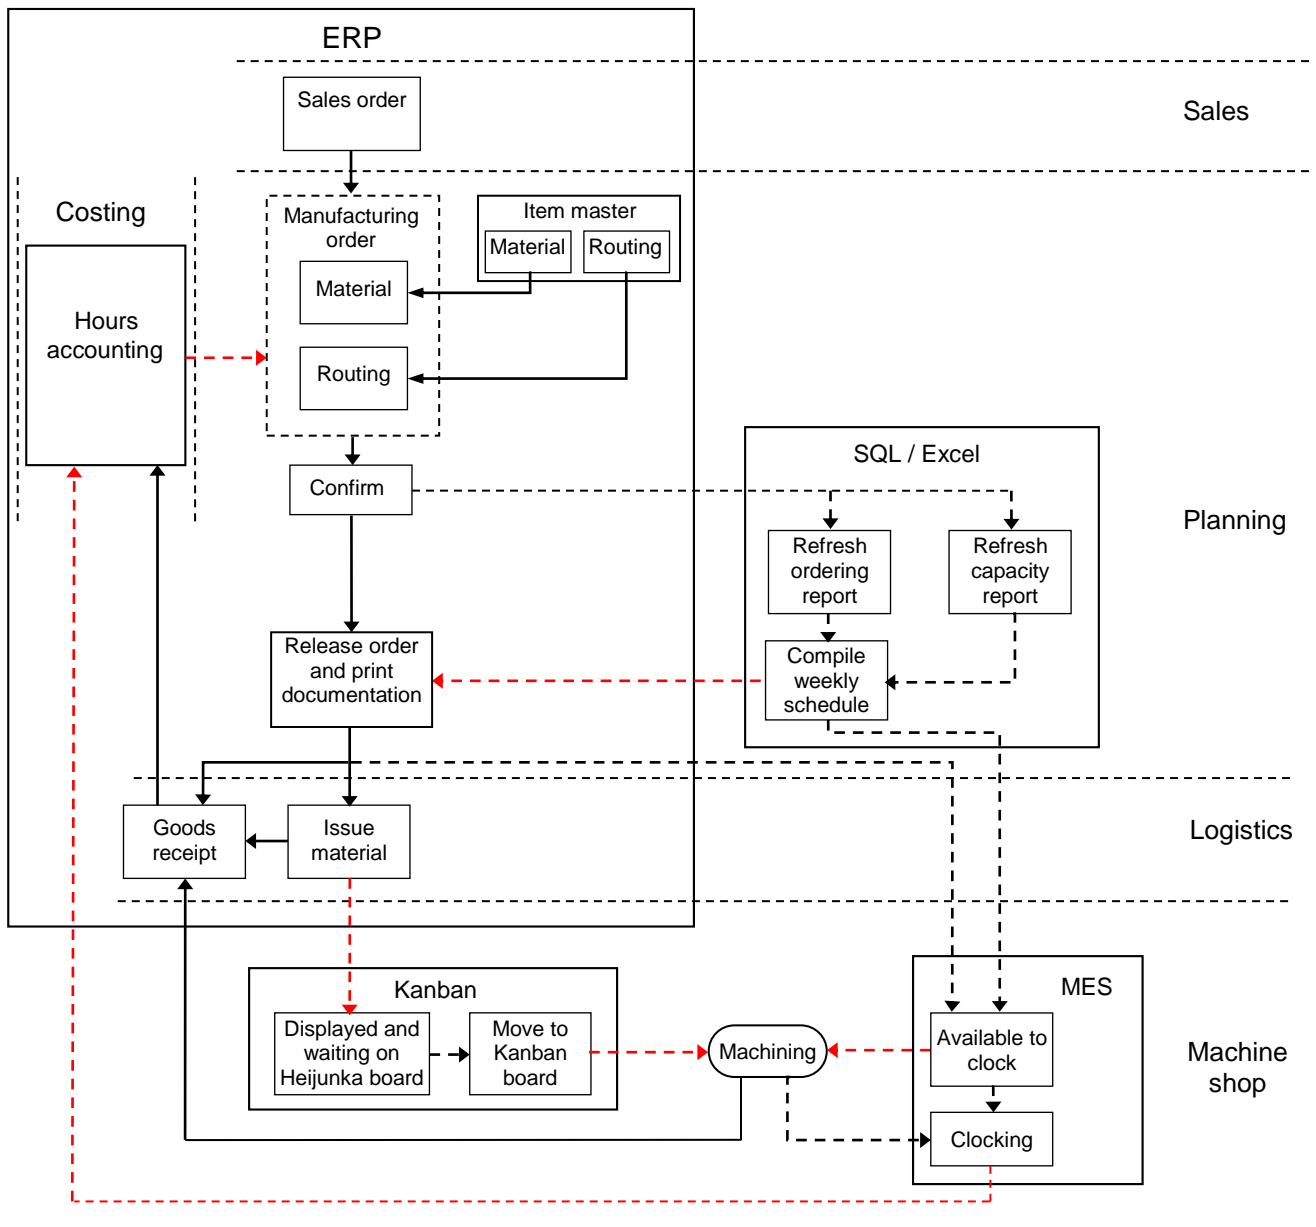 ERP
Sales order
Sales
Costing
Manufacturing
order
Item master
Material
Routing
Material
Hours
accounting
Routing
SQL / Excel
Confirm
Planning
Refresh
ordering
report
Refresh
capacity
report
Release order
and print
documentation
Compile
weekly
schedule
Goods
receipt
Issue
material
Logistics
Kanban
MES
Displayed and
waiting on
Heijunka board
Move to
Kanban
board
Machining
Available to
clock
Machine
shop
Clocking